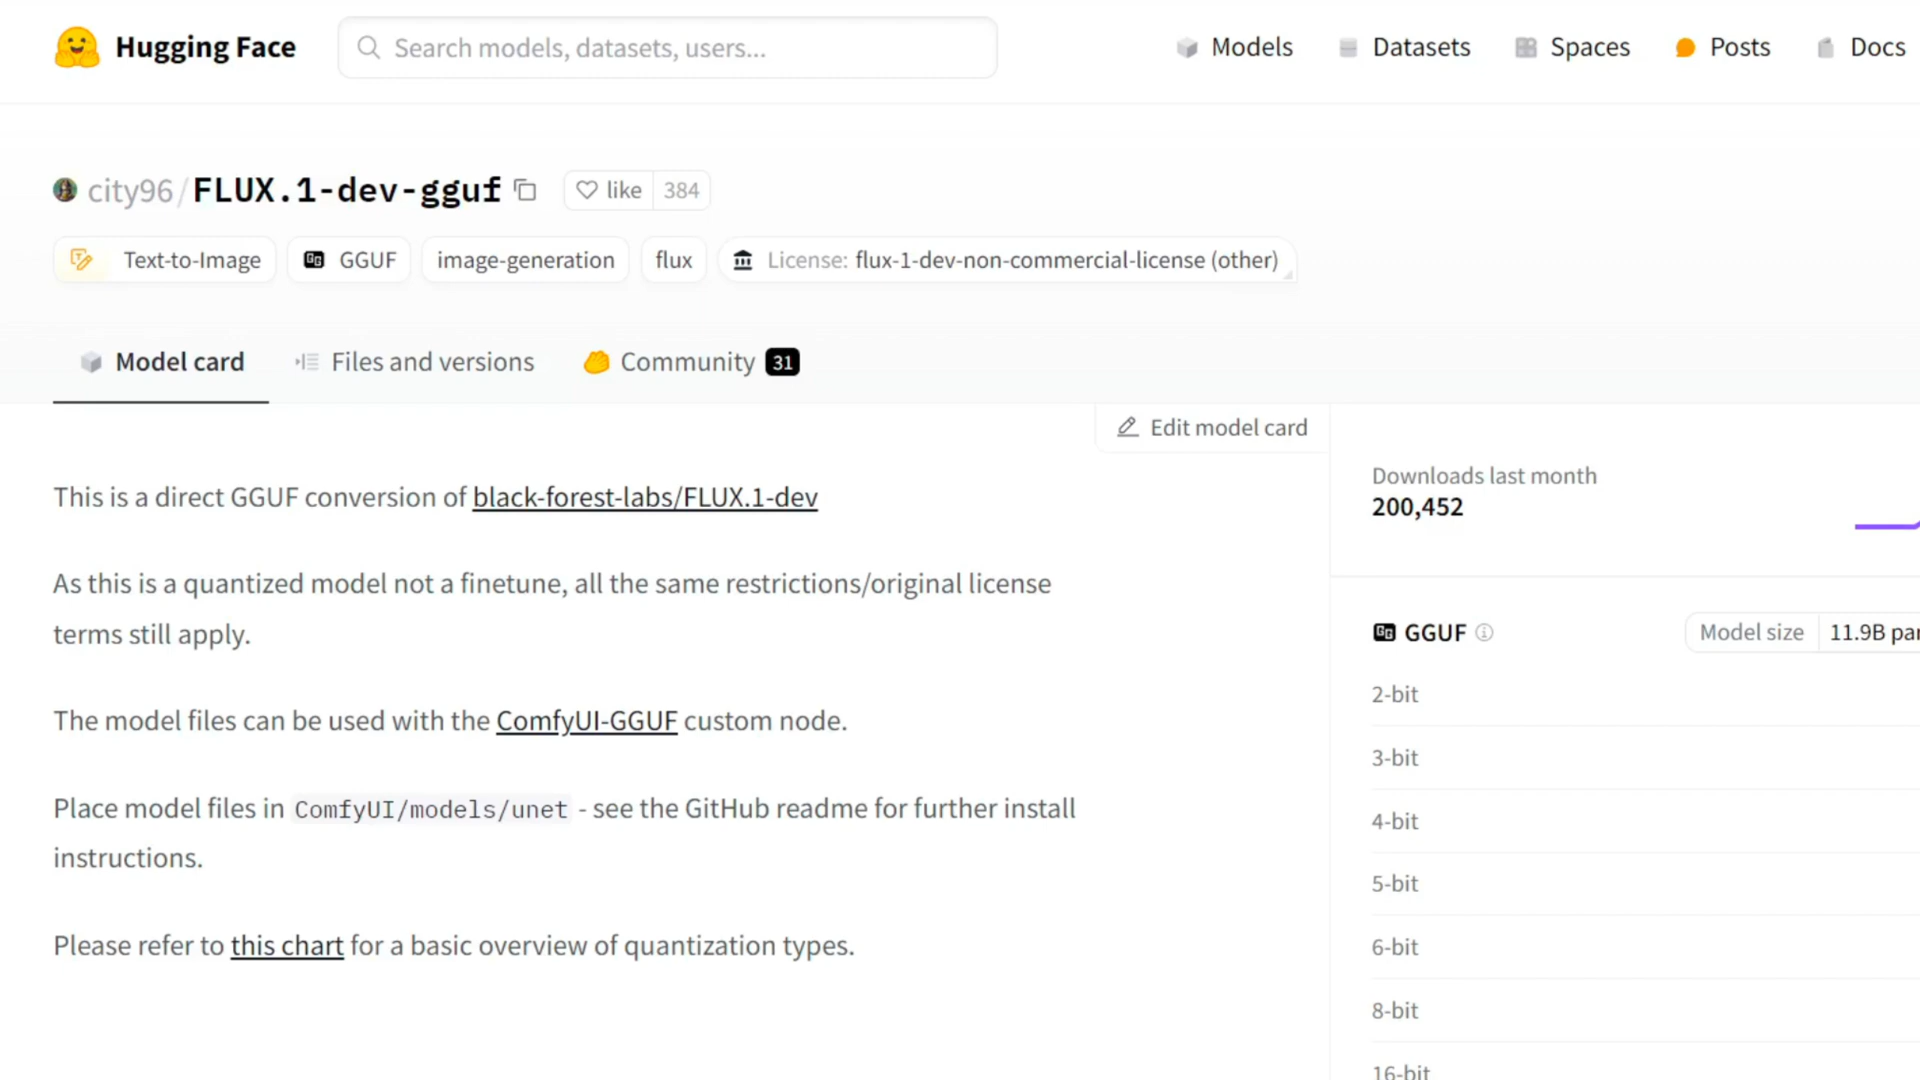 Hugging Face
Search models, datasets, users...
Models
Datasets
Spaces
Posts
Docs
city96/FLUX.1-dev-gguf
like 384
Text-to-Image
GGUF
image-generation
flux
License: flux-1-dev-non-commercial-license (other)
Model card
Files and versions
Community 31
Edit model card
This is a direct GGUF conversion of black-forest-labs/FLUX.1-dev
As this is a quantized model not a finetune, all the same restrictions/original license
terms still apply.
The model files can be used with the ComfyUI-GGUF custom node.
Place model files in ComfyUI/models/unet - see the GitHub readme for further install
instructions.
Please refer to this chart for a basic overview of quantization types.
Downloads last month
200,452
GGUF
Model size 11.9B par
2-bit
3-bit
4-bit
5-bit
6-bit
8-bit
16-bit